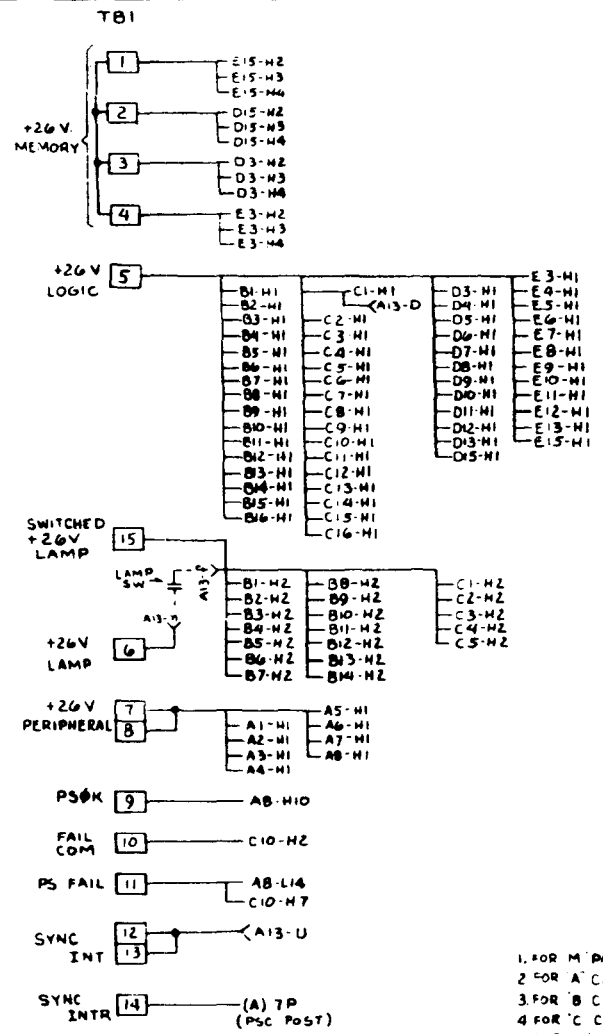 TB1
+26 V.
MEMORY
1
E15-H2
E15-H3
E15-H4
2
D15-H2
D15-H3
D15-H4
3
D3-H2
D3-H3
D3-H4
4
E3-H2
E3-H3
E3-H4
+26 V
LOGIC
5
B1-H1
B2-H1
B3-H1
B4-H1
B5-H1
B6-H1
B7-H1
B8-H1
B9-H1
B10-H1
B11-H1
B12-H1
B13-H1
B14-H1
B15-H1
B16-H1
C1-H1
A13-D
C2-H1
C3-H1
C4-H1
C5-H1
C6-H1
C7-H1
C8-H1
C9-H1
C10-H1
C11-H1
C12-H1
C13-H1
C14-H1
C15-H1
C16-H1
D3-H1
D4-H1
D5-H1
D6-H1
D7-H1
D8-H1
D9-H1
D10-H1
D11-H1
D12-H1
D13-H1
D15-H1
E3-H1
E4-H1
E5-H1
E6-H1
E7-H1
E8-H1
E9-H1
E10-H1
E11-H1
E12-H1
E13-H1
E15-H1
SWITCHED
+26V
LAMP
15
LAMP
SW
+26V
LAMP
6
B1-H2
B2-H2
B3-H2
B4-H2
B5-H2
B6-H2
B7-H2
B8-H2
B9-H2
B10-H2
B11-H2
B12-H2
B13-H2
B14-H2
C1-H2
C2-H2
C3-H2
C4-H2
C5-H2
+26 V
PERIPHERAL
7
8
A1-H1
A2-H1
A3-H1
A4-H1
A5-H1
A6-H1
A7-H1
A8-H1
PSØK
9
A8-H10
FAIL
COM
10
C10-H2
PS FAIL
11
A8-L14
C10-H7
SYNC
INT
12
13
A13-U
SYNC
INTR
14
(A) 7P
(PSC POST)
1. FOR M
2 FOR A C
3. FOR B C
4 FOR C C